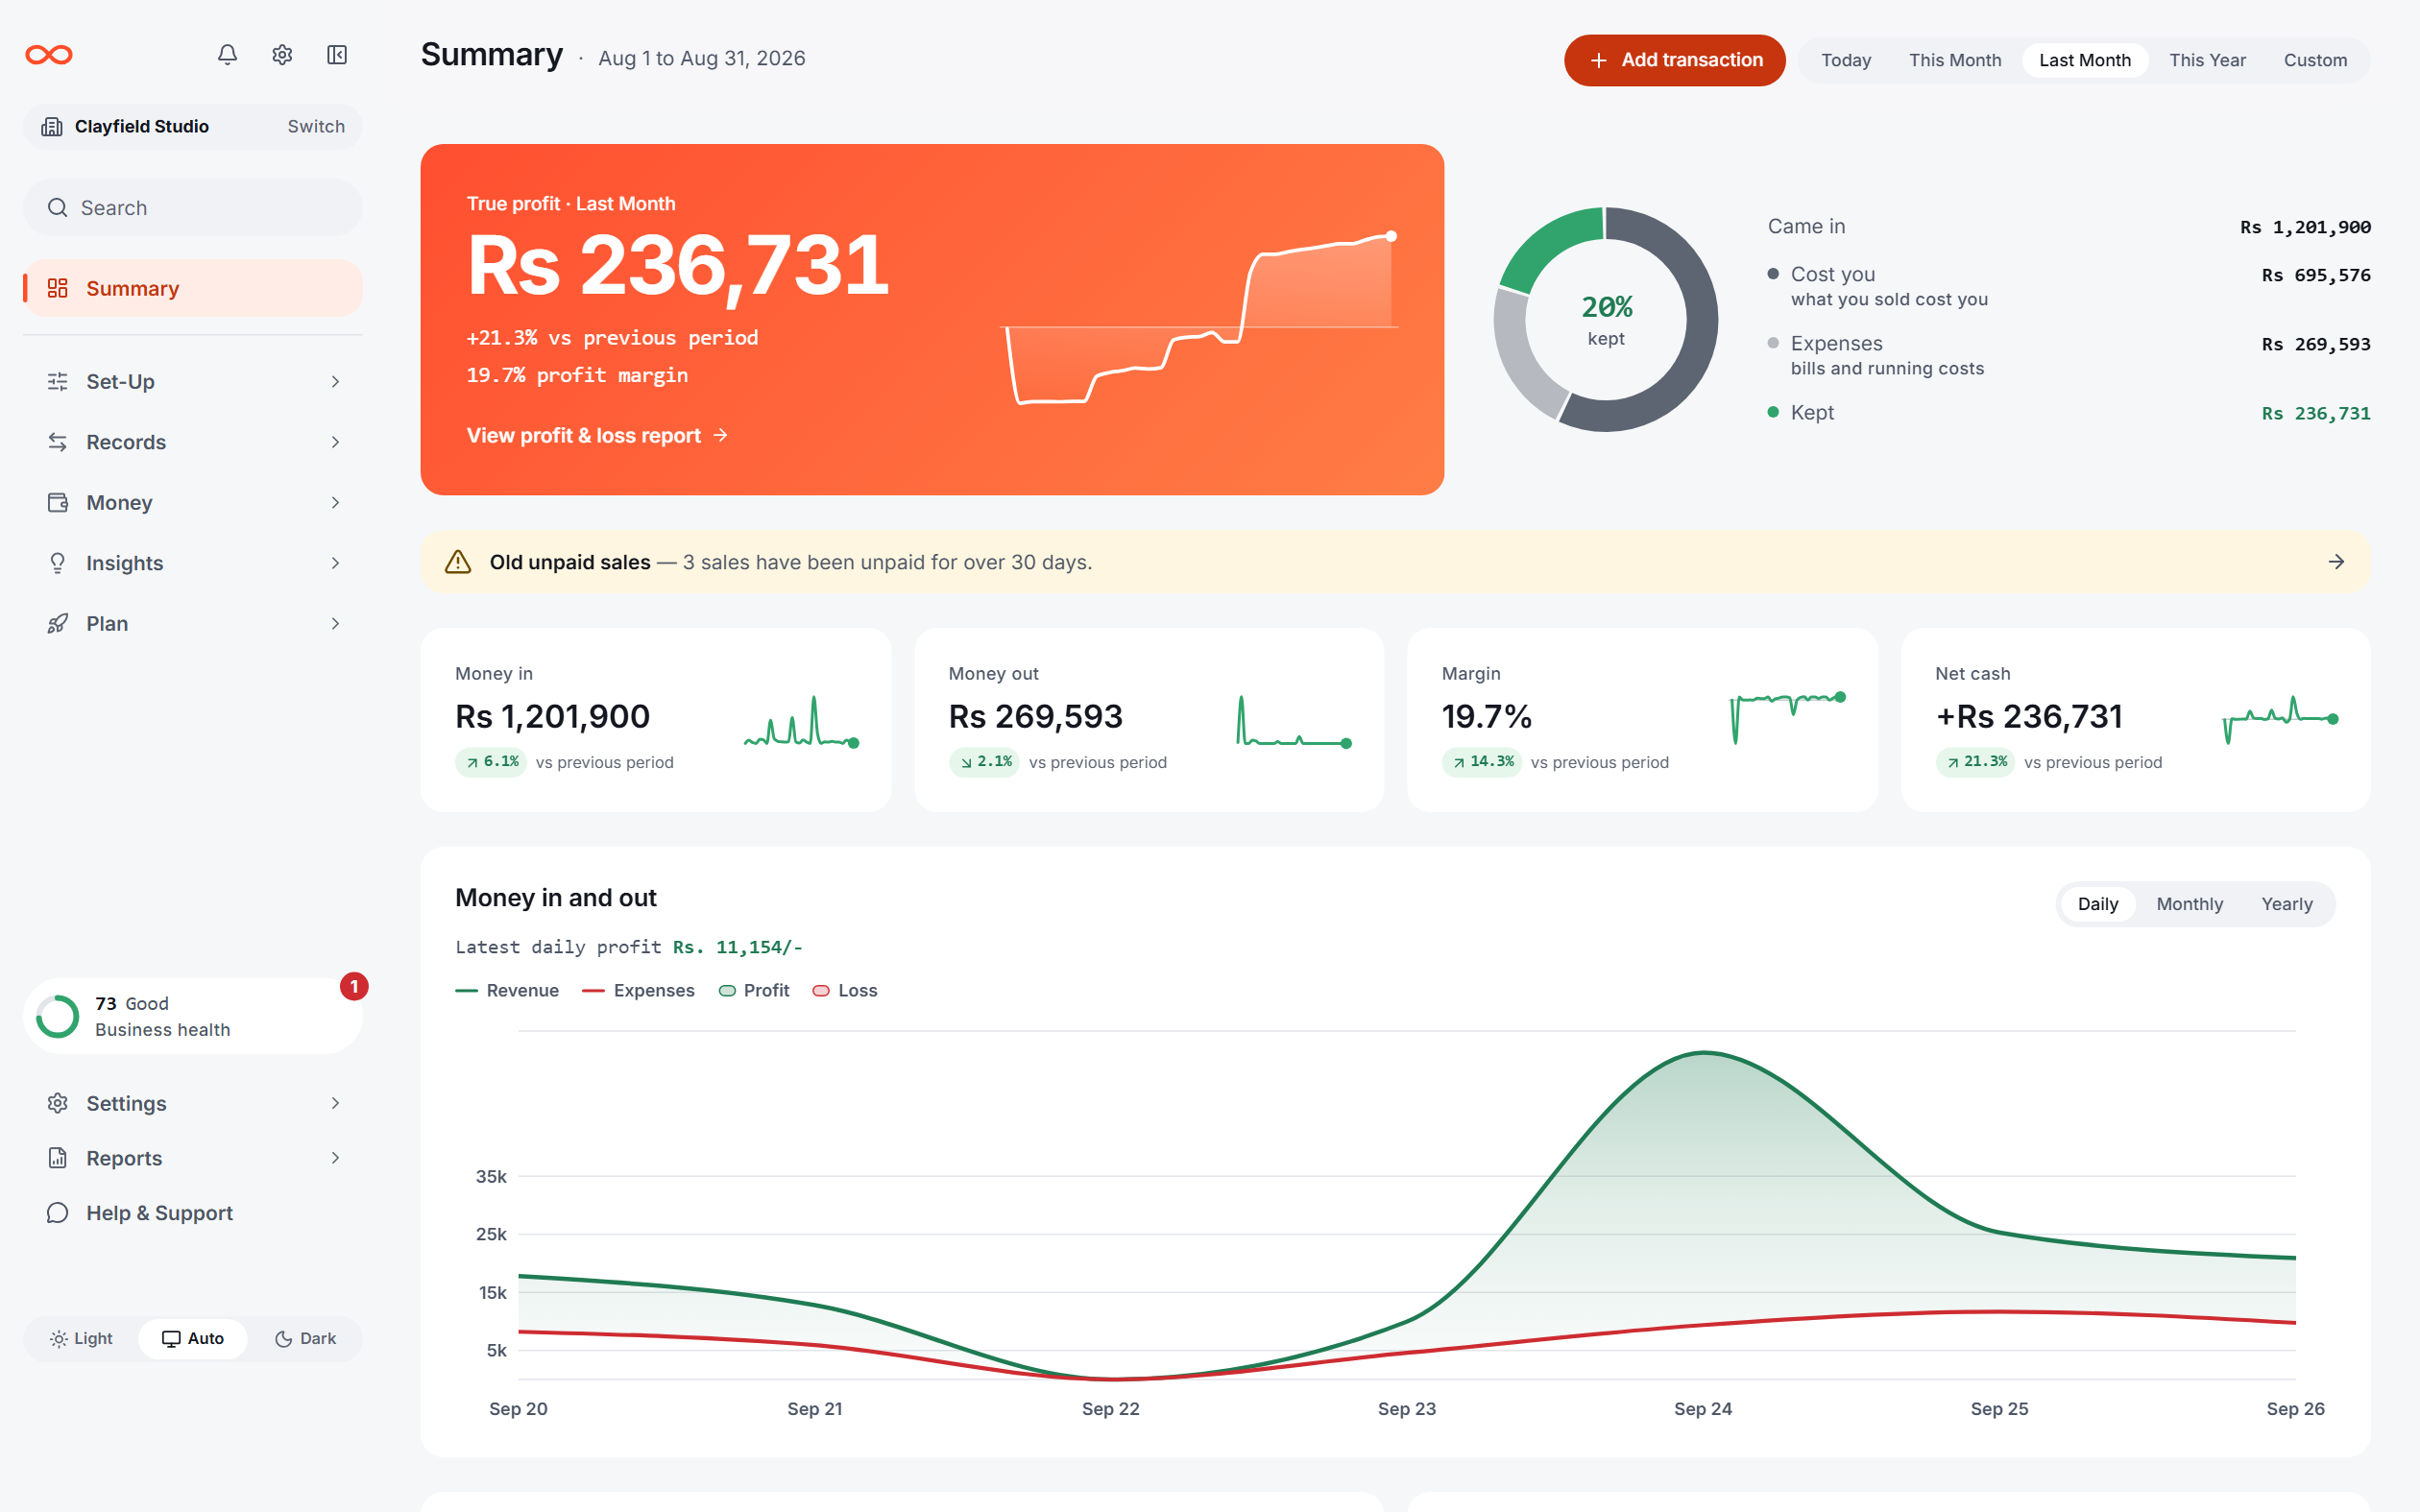 Summary · Aug 1 to Aug 31, 2026
Add transaction
Today
This Month
Last Month
This Year
Custom
Clayfield Studio
Switch
Search
Summary
Set-Up
Records
Money
Insights
Plan
1
73 Good
Business health
Settings
Reports
Help & Support
Light
Auto
Dark
True profit · Last Month
Rs 236,731
+21.3% vs previous period
19.7% profit margin
View profit & loss report
20%
kept
Came in Rs 1,201,900
Cost you Rs 695,576
what you sold cost you
Expenses Rs 269,593
bills and running costs
Kept Rs 236,731
Old unpaid sales — 3 sales have been unpaid for over 30 days.
Money in
Rs 1,201,900
6.1% vs previous period
Money out
Rs 269,593
2.1% vs previous period
Margin
19.7%
14.3% vs previous period
Net cash
+Rs 236,731
21.3% vs previous period
Money in and out
Daily
Monthly
Yearly
Latest daily profit Rs. 11,154/-
Revenue
Expenses
Profit
Loss
35k
25k
15k
5k
Sep 20
Sep 21
Sep 22
Sep 23
Sep 24
Sep 25
Sep 26